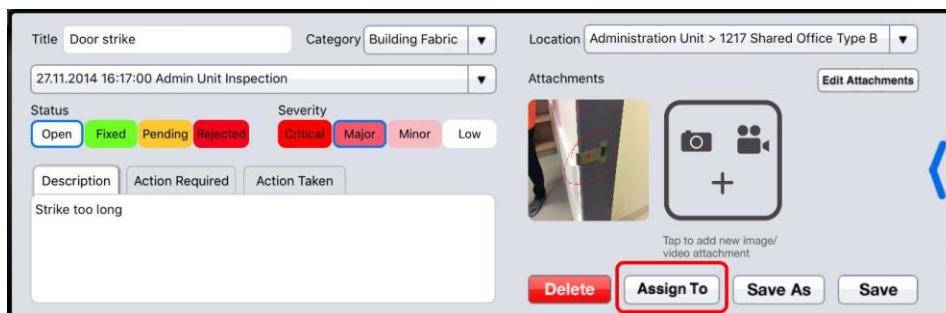 Title Door strike Category Building Fabric
27.11.2014 16:17:00 Admin Unit Inspection
Status Severity
Open Fixed Pending Rejected Critical Major Minor Low
Description Action Required Action Taken
Strike too long
Location Administration Unit > 1217 Shared Office Type B
Attachments Edit Attachments
Tap to add new image/
video attachment
Delete Assign To Save As Save